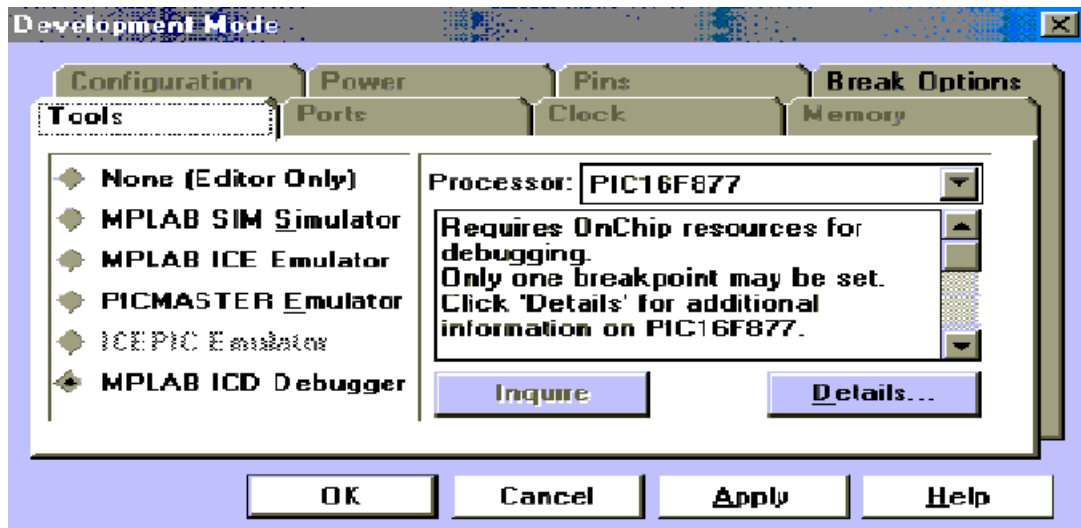 Development Mode
Configuration Power Pins Break Options
Tools Ports Clock Memory
None (Editor Only)
MPLAB SIM Simulator
MPLAB ICE Emulator
PICMASTER Emulator
ICEPIC Emulator
MPLAB ICD Debugger
Processor: PIC16F877
Requires OnChip resources for
debugging.
Only one breakpoint may be set.
Click 'Details' for additional
information on PIC16F877.
Inquire Details...
OK Cancel Apply Help